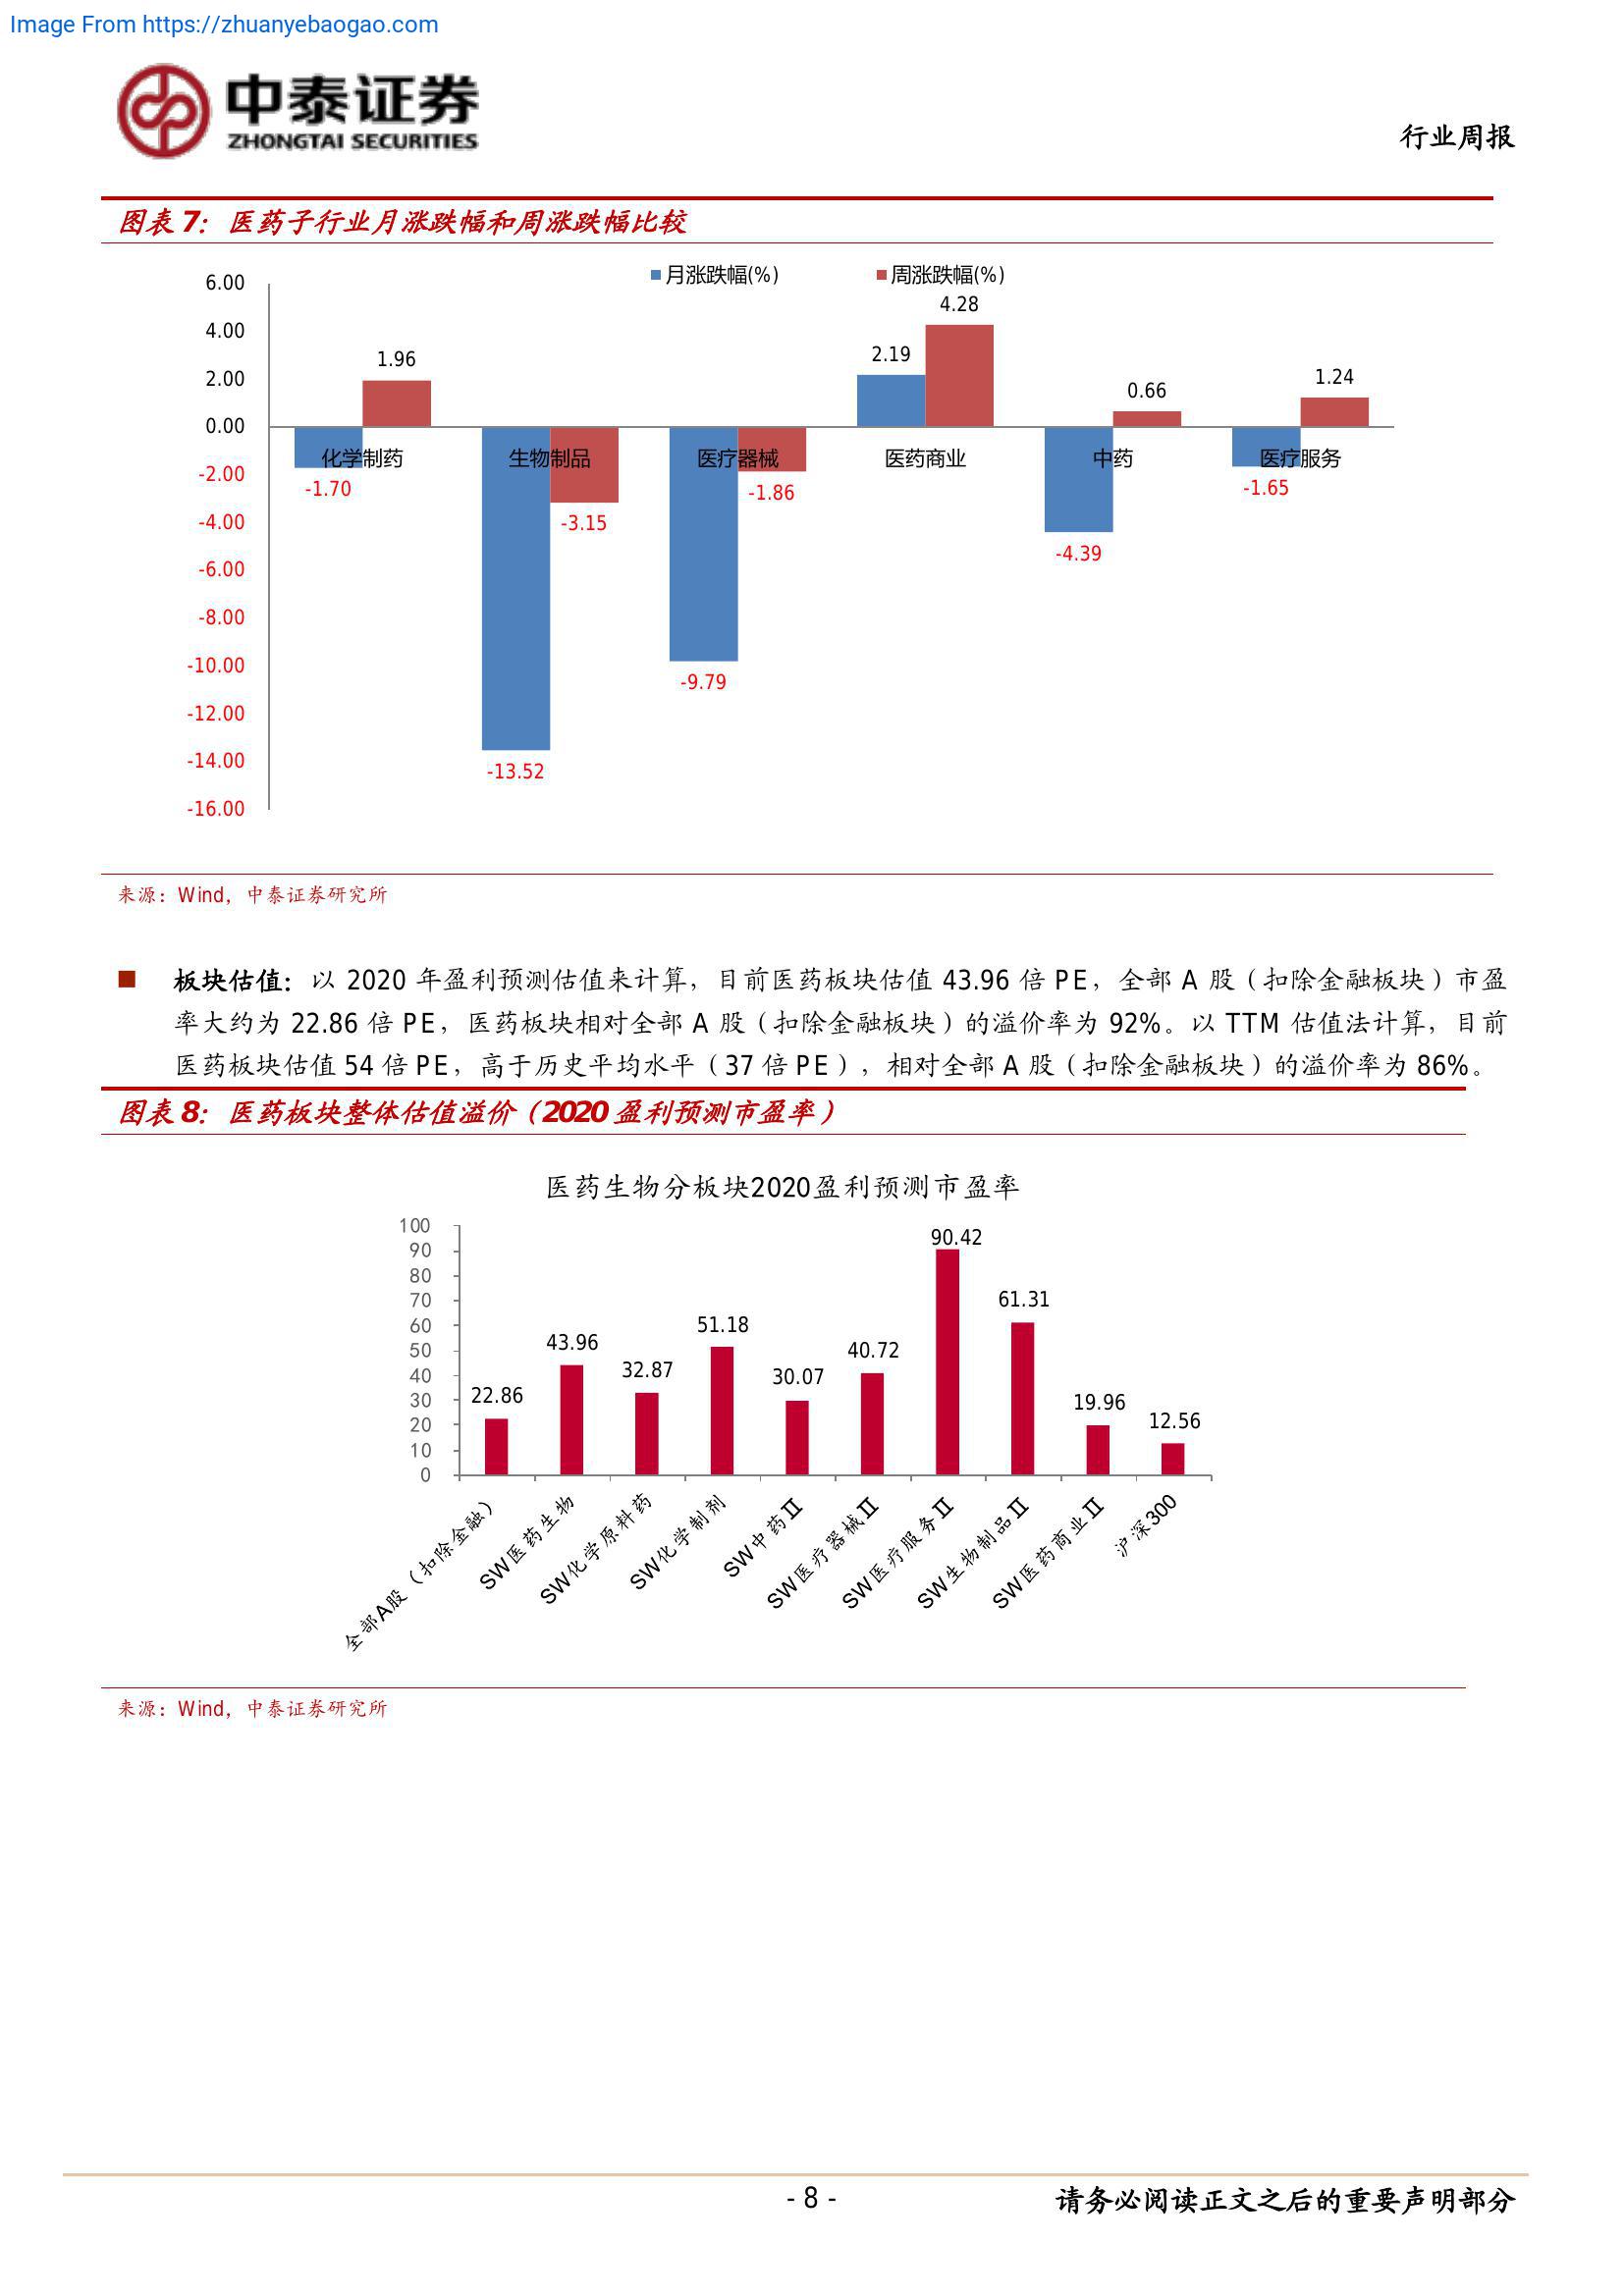 Image From https://zhuanyebaogao.com
中泰证券
ZHONGTAI SECURITIES
行业周报
图表 7：医药子行业月涨跌幅和周涨跌幅比较
月涨跌幅(%) 周涨跌幅(%)
6.00
4.00
2.00
0.00
-2.00
-4.00
-6.00
-8.00
-10.00
-12.00
-14.00
-16.00
1.96
2.19
4.28
0.66
1.24
化学制药 生物制品 医疗器械 医药商业 中药 医疗服务
-1.70
-3.15
-1.86
-1.65
-4.39
-9.79
-13.52
来源：Wind，中泰证券研究所
板块估值：以 2020 年盈利预测估值来计算，目前医药板块估值 43.96 倍 PE，全部 A 股（扣除金融板块）市盈
率大约为 22.86 倍 PE，医药板块相对全部 A 股（扣除金融板块）的溢价率为 92%。以 TTM 估值法计算，目前
医药板块估值 54 倍 PE，高于历史平均水平（37 倍 PE），相对全部 A 股（扣除金融板块）的溢价率为 86%。
图表 8：医药板块整体估值溢价（2020 盈利预测市盈率）
医药生物分板块2020盈利预测市盈率
100
90
80
70
60
50
40
30
20
10
0
22.86
43.96
32.87
51.18
30.07
40.72
90.42
61.31
19.96
12.56
全部A股（扣除金融）
SW医药生物
SW化学原料药
SW化学制剂
SW中药Ⅱ
SW医疗器械Ⅱ
SW医疗服务Ⅱ
SW生物制品Ⅱ
SW医药商业Ⅱ
沪深300
来源：Wind，中泰证券研究所
- 8 -
请务必阅读正文之后的重要声明部分